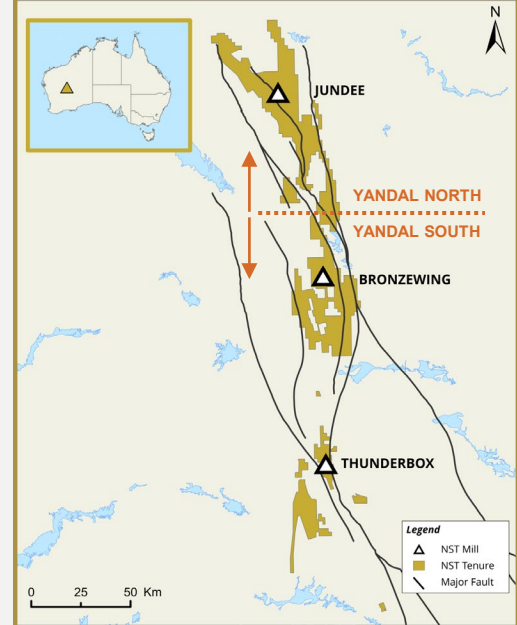 N
JUNDEE
YANDAL NORTH
YANDAL SOUTH
BRONZEWING
THUNDERBOX
Legend
NST Mill
NST Tenure
Major Fault
0 25 50 Km